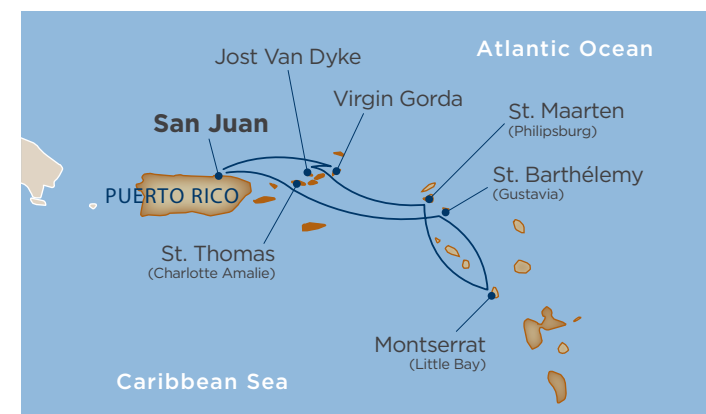 Atlantic Ocean
Jost Van Dyke
Virgin Gorda
San Juan
St. Maarten
(Philipsburg)
St. Barthélemy
(Gustavia)
PUERTO RICO
St. Thomas
(Charlotte Amalie)
Montserrat
(Little Bay)
Caribbean Sea